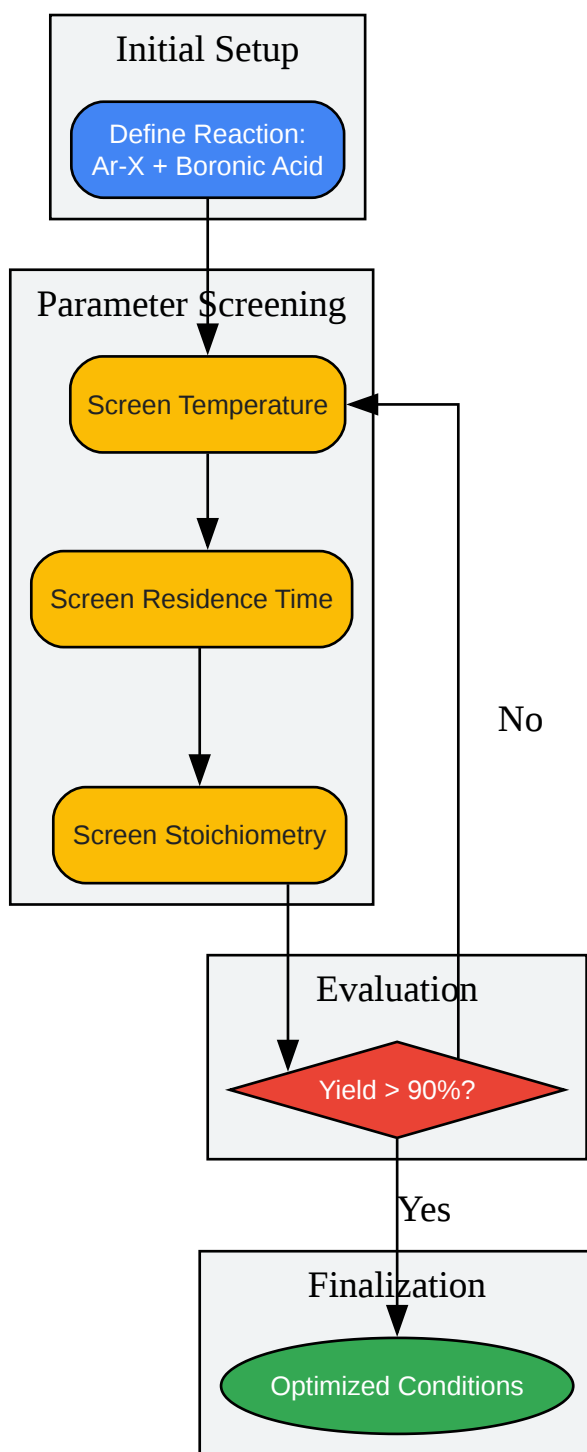 Initial Setup
Define Reaction:
Ar-X + Boronic Acid
Parameter Screening
Screen Temperature
Screen Residence Time
No
Screen Stoichiometry
Evaluation
Yield > 90%?
Yes
Finalization
Optimized Conditions